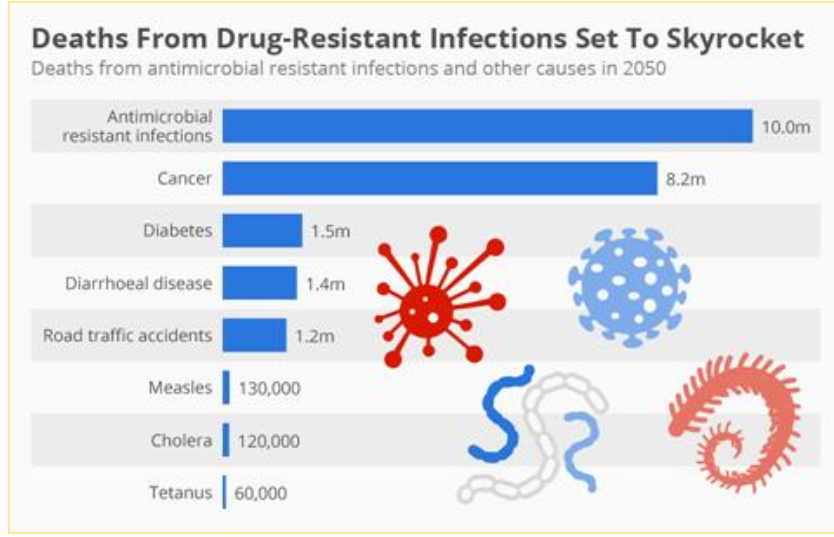 Deaths From Drug-Resistant Infections Set To Skyrocket
Deaths from antimicrobial resistant infections and other causes in 2050
Antimicrobial
resistant infections
10.0m
Cancer
8.2m
Diabetes
1.5m
Diarrhoeal disease
1.4m
Road traffic accidents
1.2m
Measles
130,000
Cholera
120,000
Tetanus
60,000